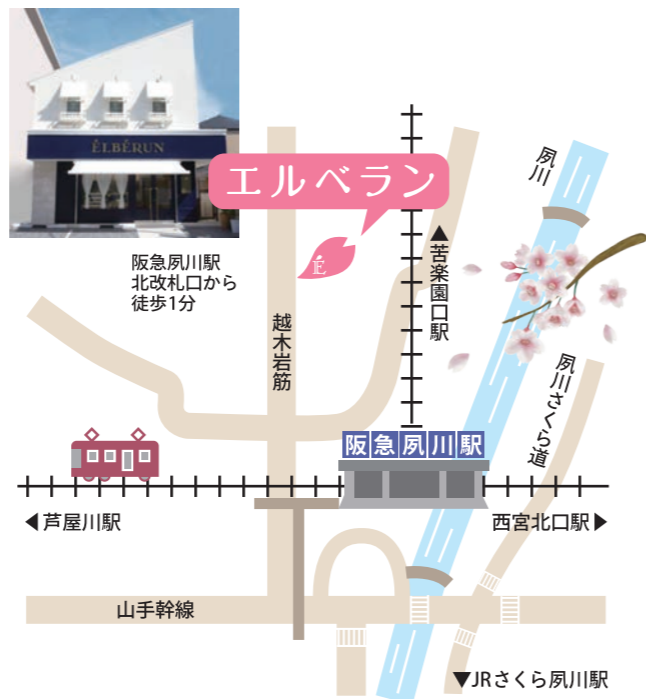 ÉLBÉRUN
エルベラン
É
阪急夙川駅
北改札口から
徒歩1分
越木岩筋
▲苦楽園口駅
夙川
夙川さくら道
阪急夙川駅
◀芦屋川駅
西宮北口駅▶
山手幹線
▼JRさくら夙川駅